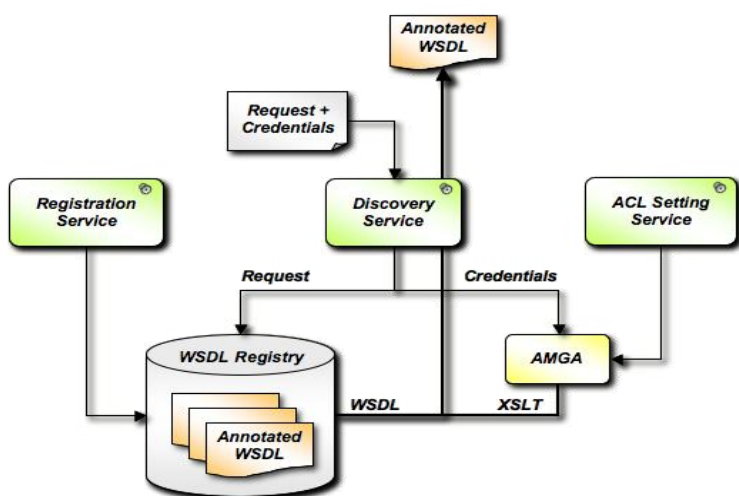 Annotated
WSDL
Request +
Credentials
Registration
Service
Discovery
Service
ACL Setting
Service
Request
Credentials
WSDL Registry
AMGA
WSDL
XSLT
Annotated
WSDL